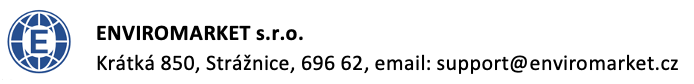 E
ENVIROMARKET s.r.o.
Krátká 850, Strážnice, 696 62, email: support@enviromarket.cz